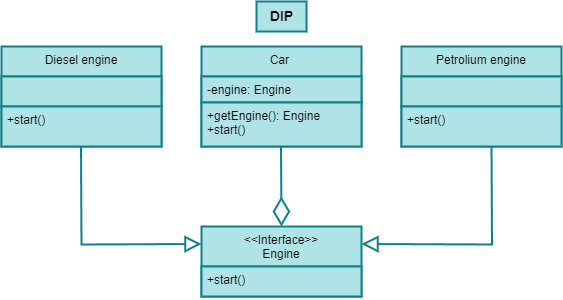 DIP
Diesel engine
+start()
Car
-engine: Engine
+getEngine(): Engine
+start()
Petrolium engine
+start()
<<Interface>>
Engine
+start()